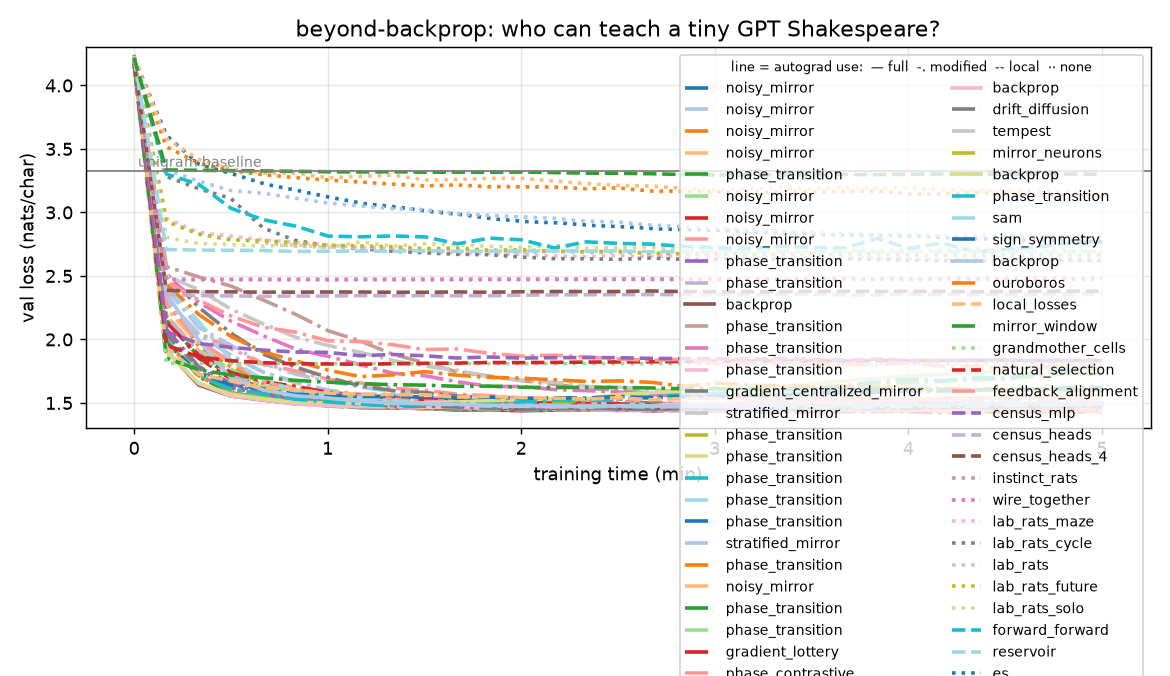 beyond-backprop: who can teach a tiny GPT Shakespeare?
val loss (nats/char)
4.0
3.5
3.0
2.5
2.0
1.5
unigram baseline
0
1
2
3
4
5
training time (min)
line = autograd use: — full -. modified -- local ·· none
noisy_mirror
noisy_mirror
noisy_mirror
noisy_mirror
phase_transition
noisy_mirror
noisy_mirror
noisy_mirror
phase_transition
phase_transition
backprop
phase_transition
phase_transition
phase_transition
gradient_centralized_mirror
stratified_mirror
phase_transition
phase_transition
phase_transition
phase_transition
phase_transition
stratified_mirror
phase_transition
noisy_mirror
phase_transition
phase_transition
gradient_lottery
phase_contrastive
backprop
drift_diffusion
tempest
mirror_neurons
backprop
phase_transition
sam
sign_symmetry
backprop
ouroboros
local_losses
mirror_window
grandmother_cells
natural_selection
feedback_alignment
census_mlp
census_heads
census_heads_4
instinct_rats
wire_together
lab_rats_maze
lab_rats_cycle
lab_rats
lab_rats_future
lab_rats_solo
forward_forward
reservoir
es